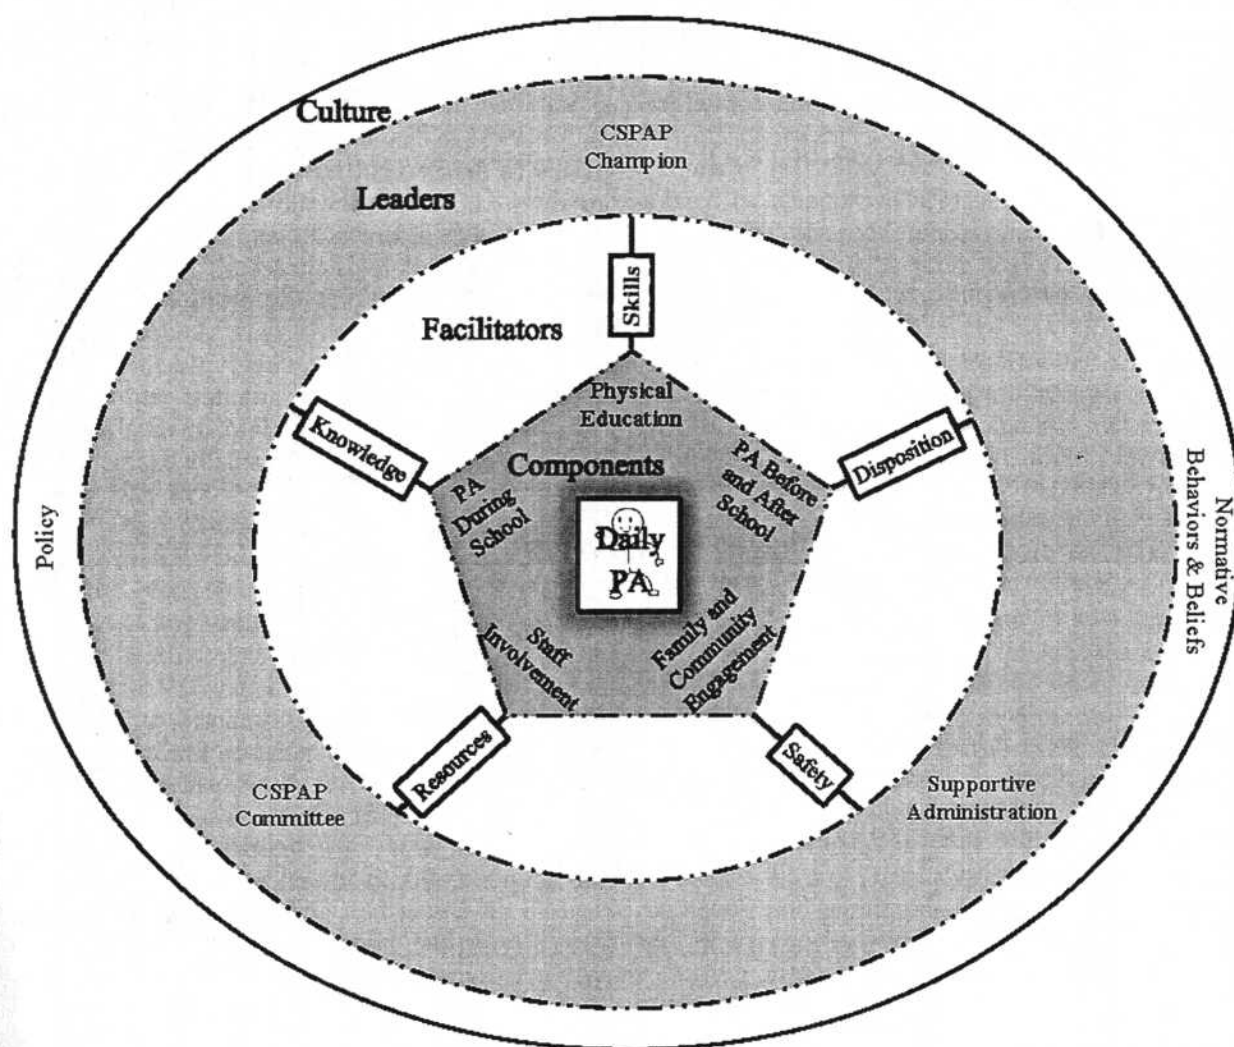 Culture
CSPAP
Champion
Leaders
Skills
Facilitators
Physical
Education
Knowledge
Disposition
Components
PA Before
and After
School
PA
During
School
Daily
PA
Policy
Normative
Behaviors & Beliefs
Staff
Involvement
Family and
Community
Engagement
Resources
Safety
CSPAP
Committee
Supportive
Administration